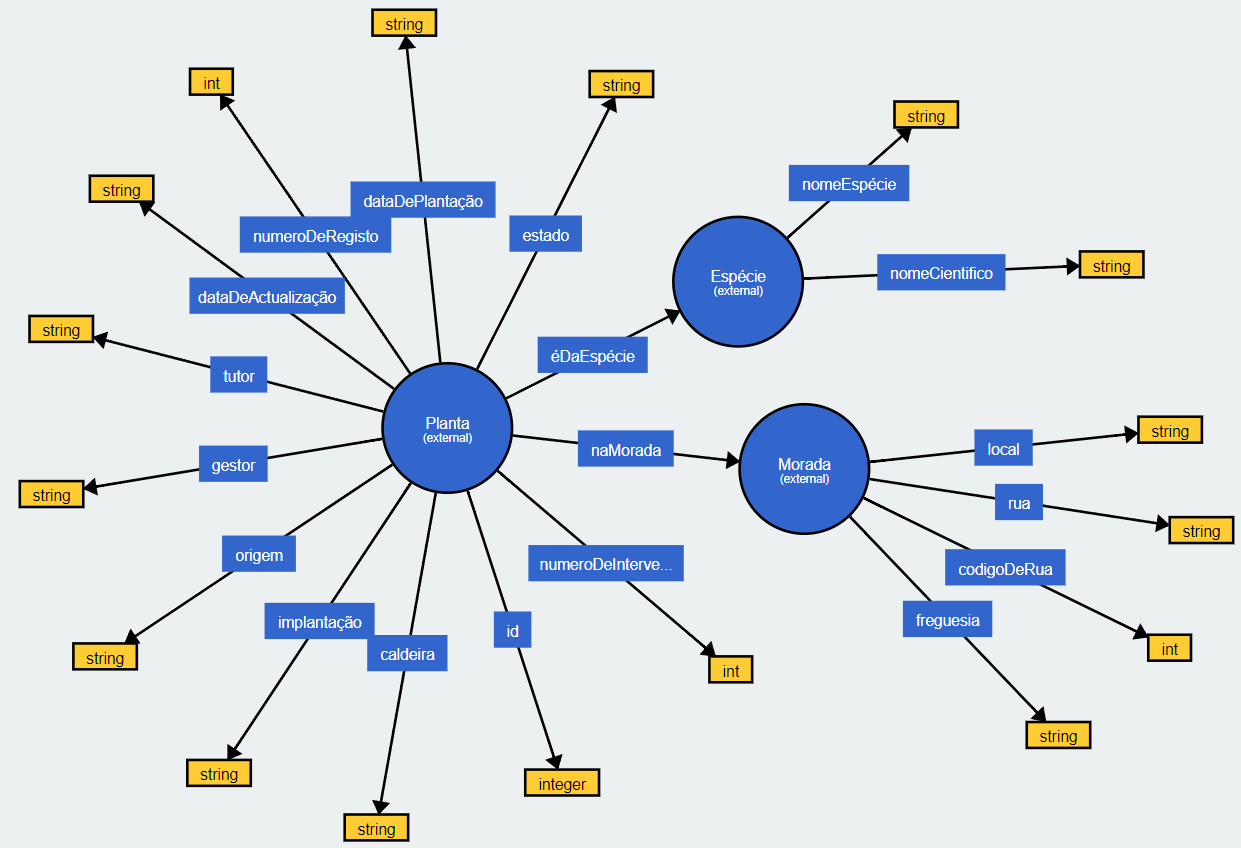 string
int
string
string
string
dataDePlantação
nomeEspécie
string
numeroDeRegisto
estado
string
Espécie
(external)
nomeCientifico
dataDeActualização
string
éDaEspécie
tutor
Planta
(external)
string
naMorada
local
gestor
Morada
(external)
string
rua
string
origem
numeroDeInterve...
codigoDeRua
implantação
id
freguesia
caldeira
string
int
int
string
string
integer
string